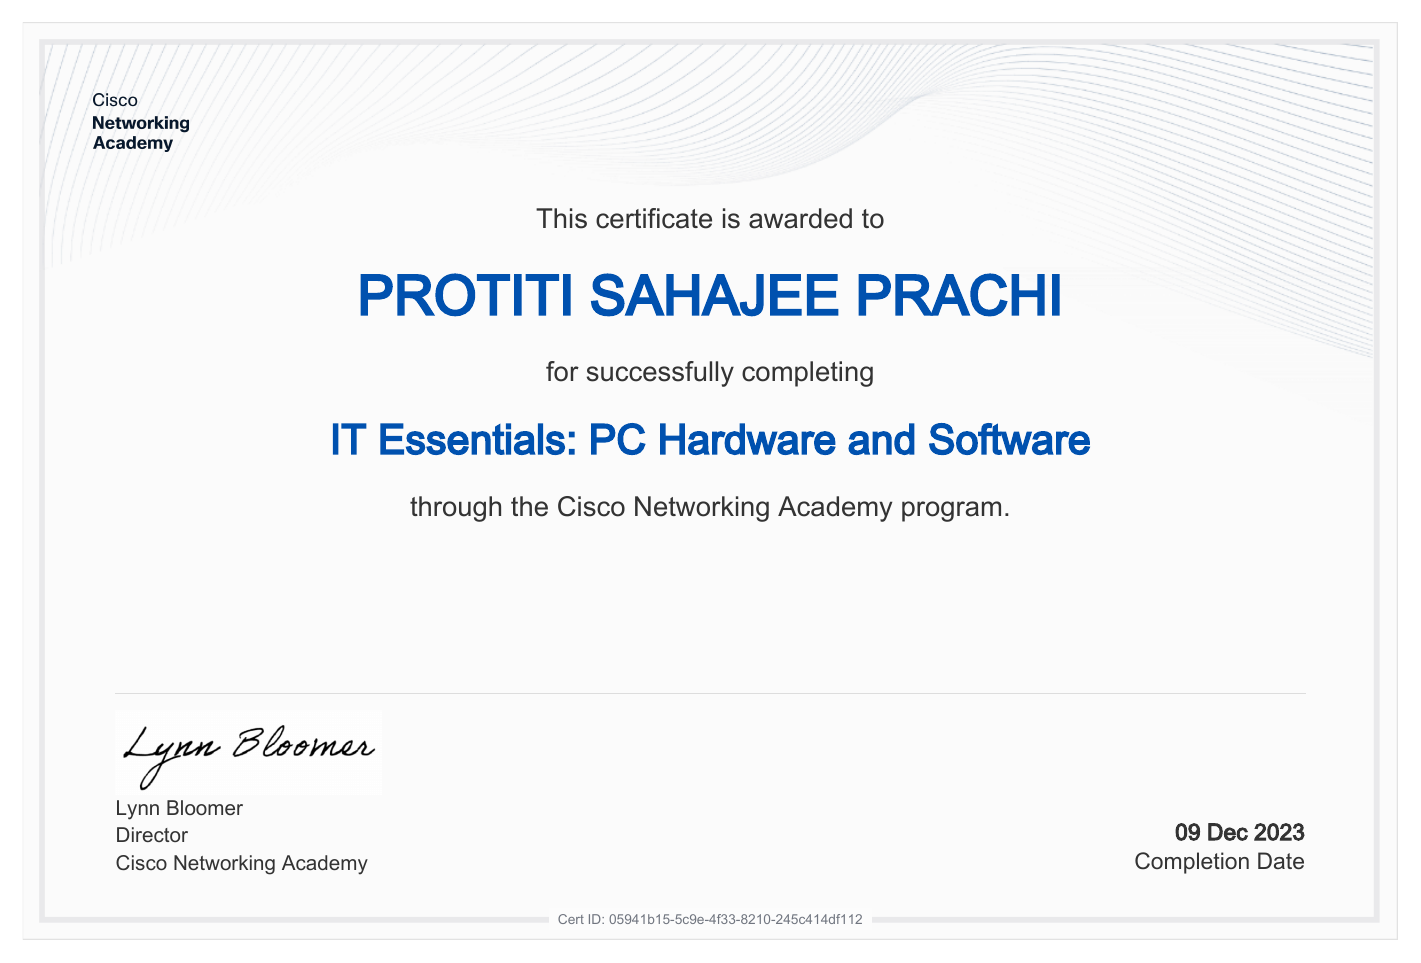 Cisco
Networking
Academy
This certificate is awarded to
PROTITI SAHAJEE PRACHI
for successfully completing
IT Essentials: PC Hardware and Software
through the Cisco Networking Academy program.
Lynn Bloomer
Lynn Bloomer
Director
Cisco Networking Academy
09 Dec 2023
Completion Date
Cert ID: 05941b15-5c9e-4f33-8210-245c414df112